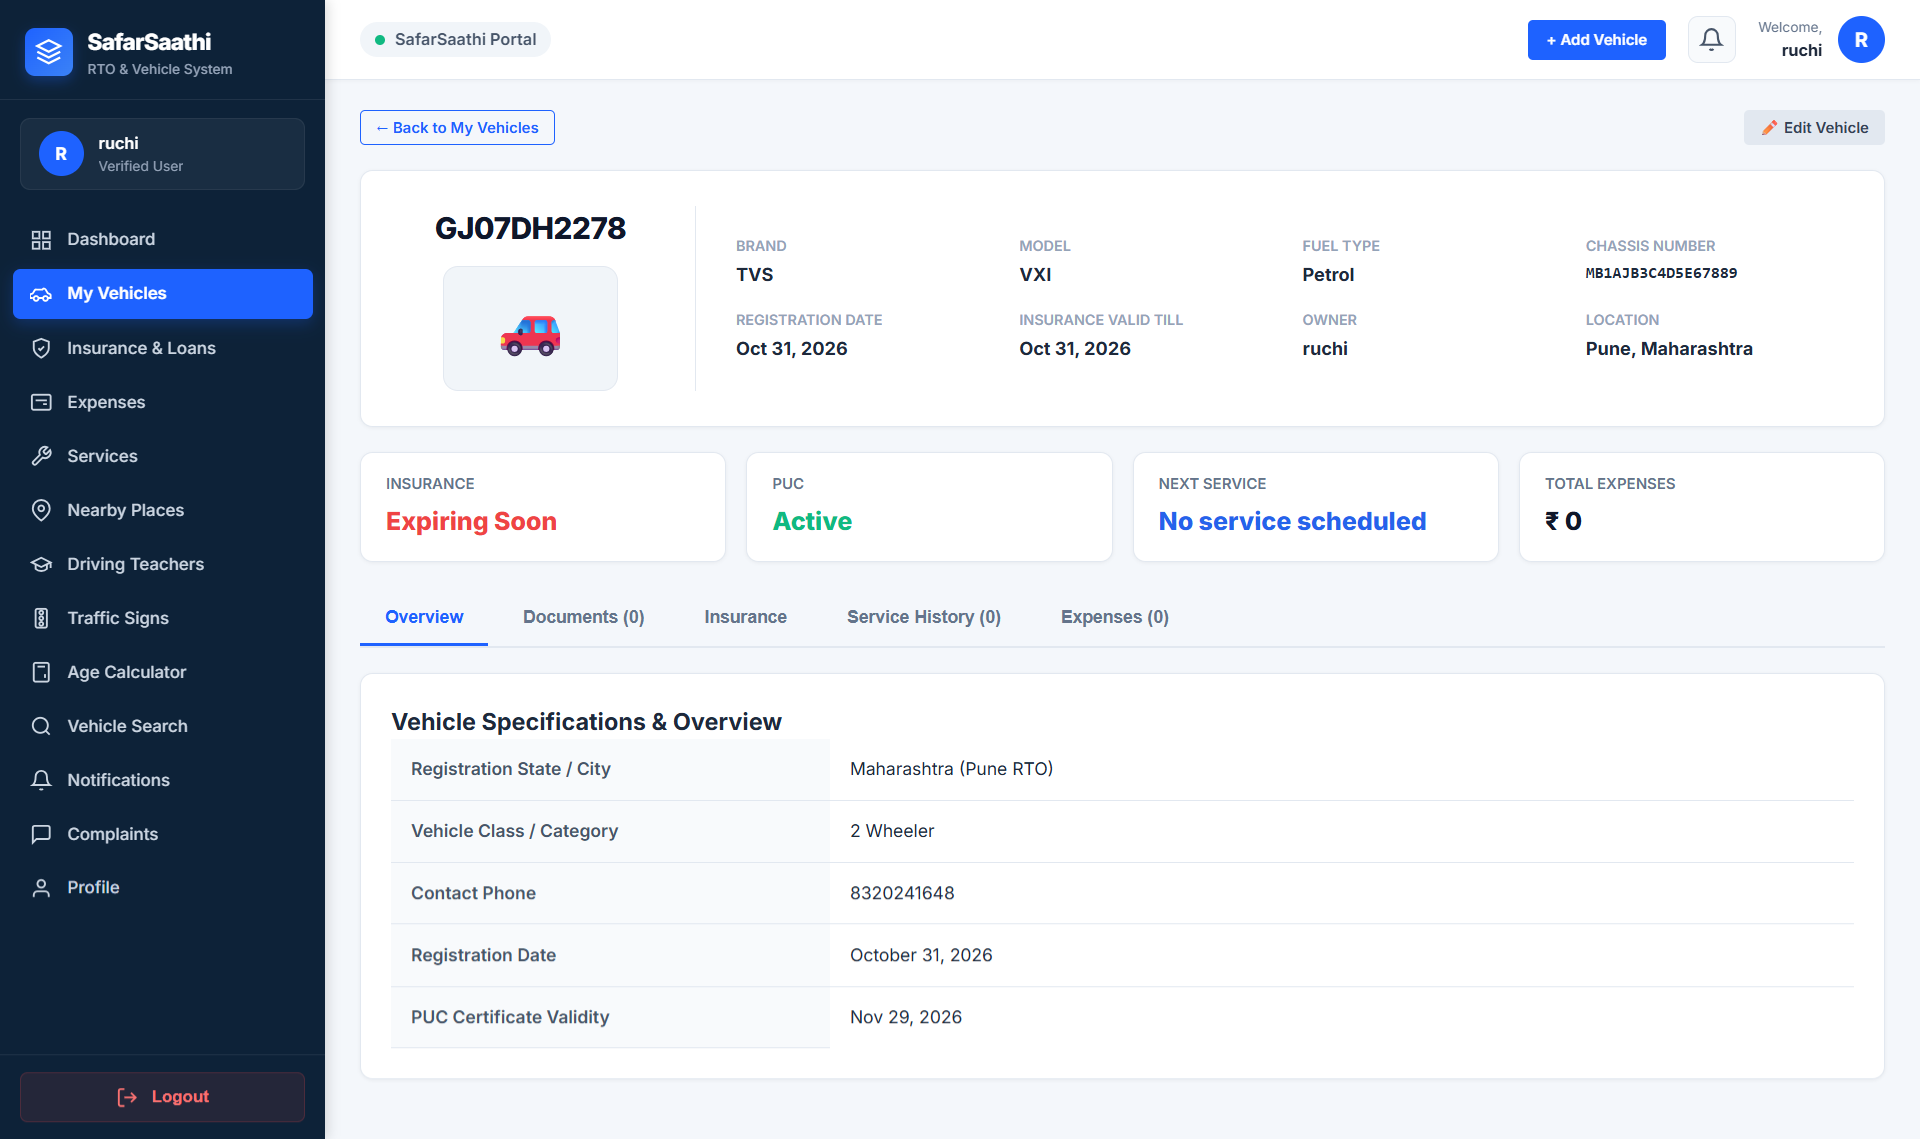 SafarSaathi
RTO & Vehicle System
R
ruchi
Verified User
Dashboard
My Vehicles
Insurance & Loans
Expenses
Services
Nearby Places
Driving Teachers
Traffic Signs
Age Calculator
Vehicle Search
Notifications
Complaints
Profile
Logout
SafarSaathi Portal
+ Add Vehicle
Welcome,
ruchi
R
← Back to My Vehicles
Edit Vehicle
GJ07DH2278
BRAND
TVS
MODEL
VXI
FUEL TYPE
Petrol
CHASSIS NUMBER
MB1AJB3C4D5E67889
REGISTRATION DATE
Oct 31, 2026
INSURANCE VALID TILL
Oct 31, 2026
OWNER
ruchi
LOCATION
Pune, Maharashtra
INSURANCE
Expiring Soon
PUC
Active
NEXT SERVICE
No service scheduled
TOTAL EXPENSES
₹ 0
Overview
Documents (0)
Insurance
Service History (0)
Expenses (0)
Vehicle Specifications & Overview
Registration State / City
Maharashtra (Pune RTO)
Vehicle Class / Category
2 Wheeler
Contact Phone
8320241648
Registration Date
October 31, 2026
PUC Certificate Validity
Nov 29, 2026